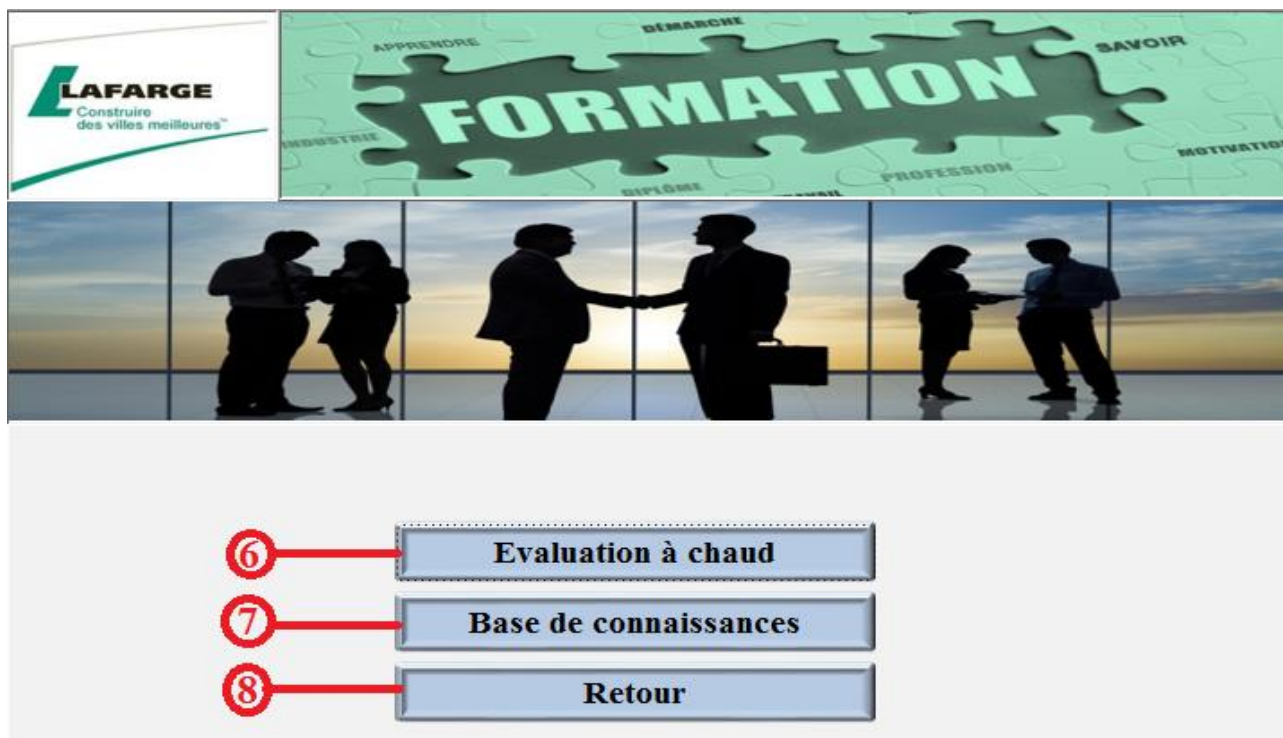 LAFARGE
Construire
des villes meilleures™
APPRENDRE
DÉMARCHE
SAVOIR
FORMATION
INDUSTRIE
MOTIVATION
DIPLÔME
PROFESSION
6 Evaluation à chaud
7 Base de connaissances
8 Retour